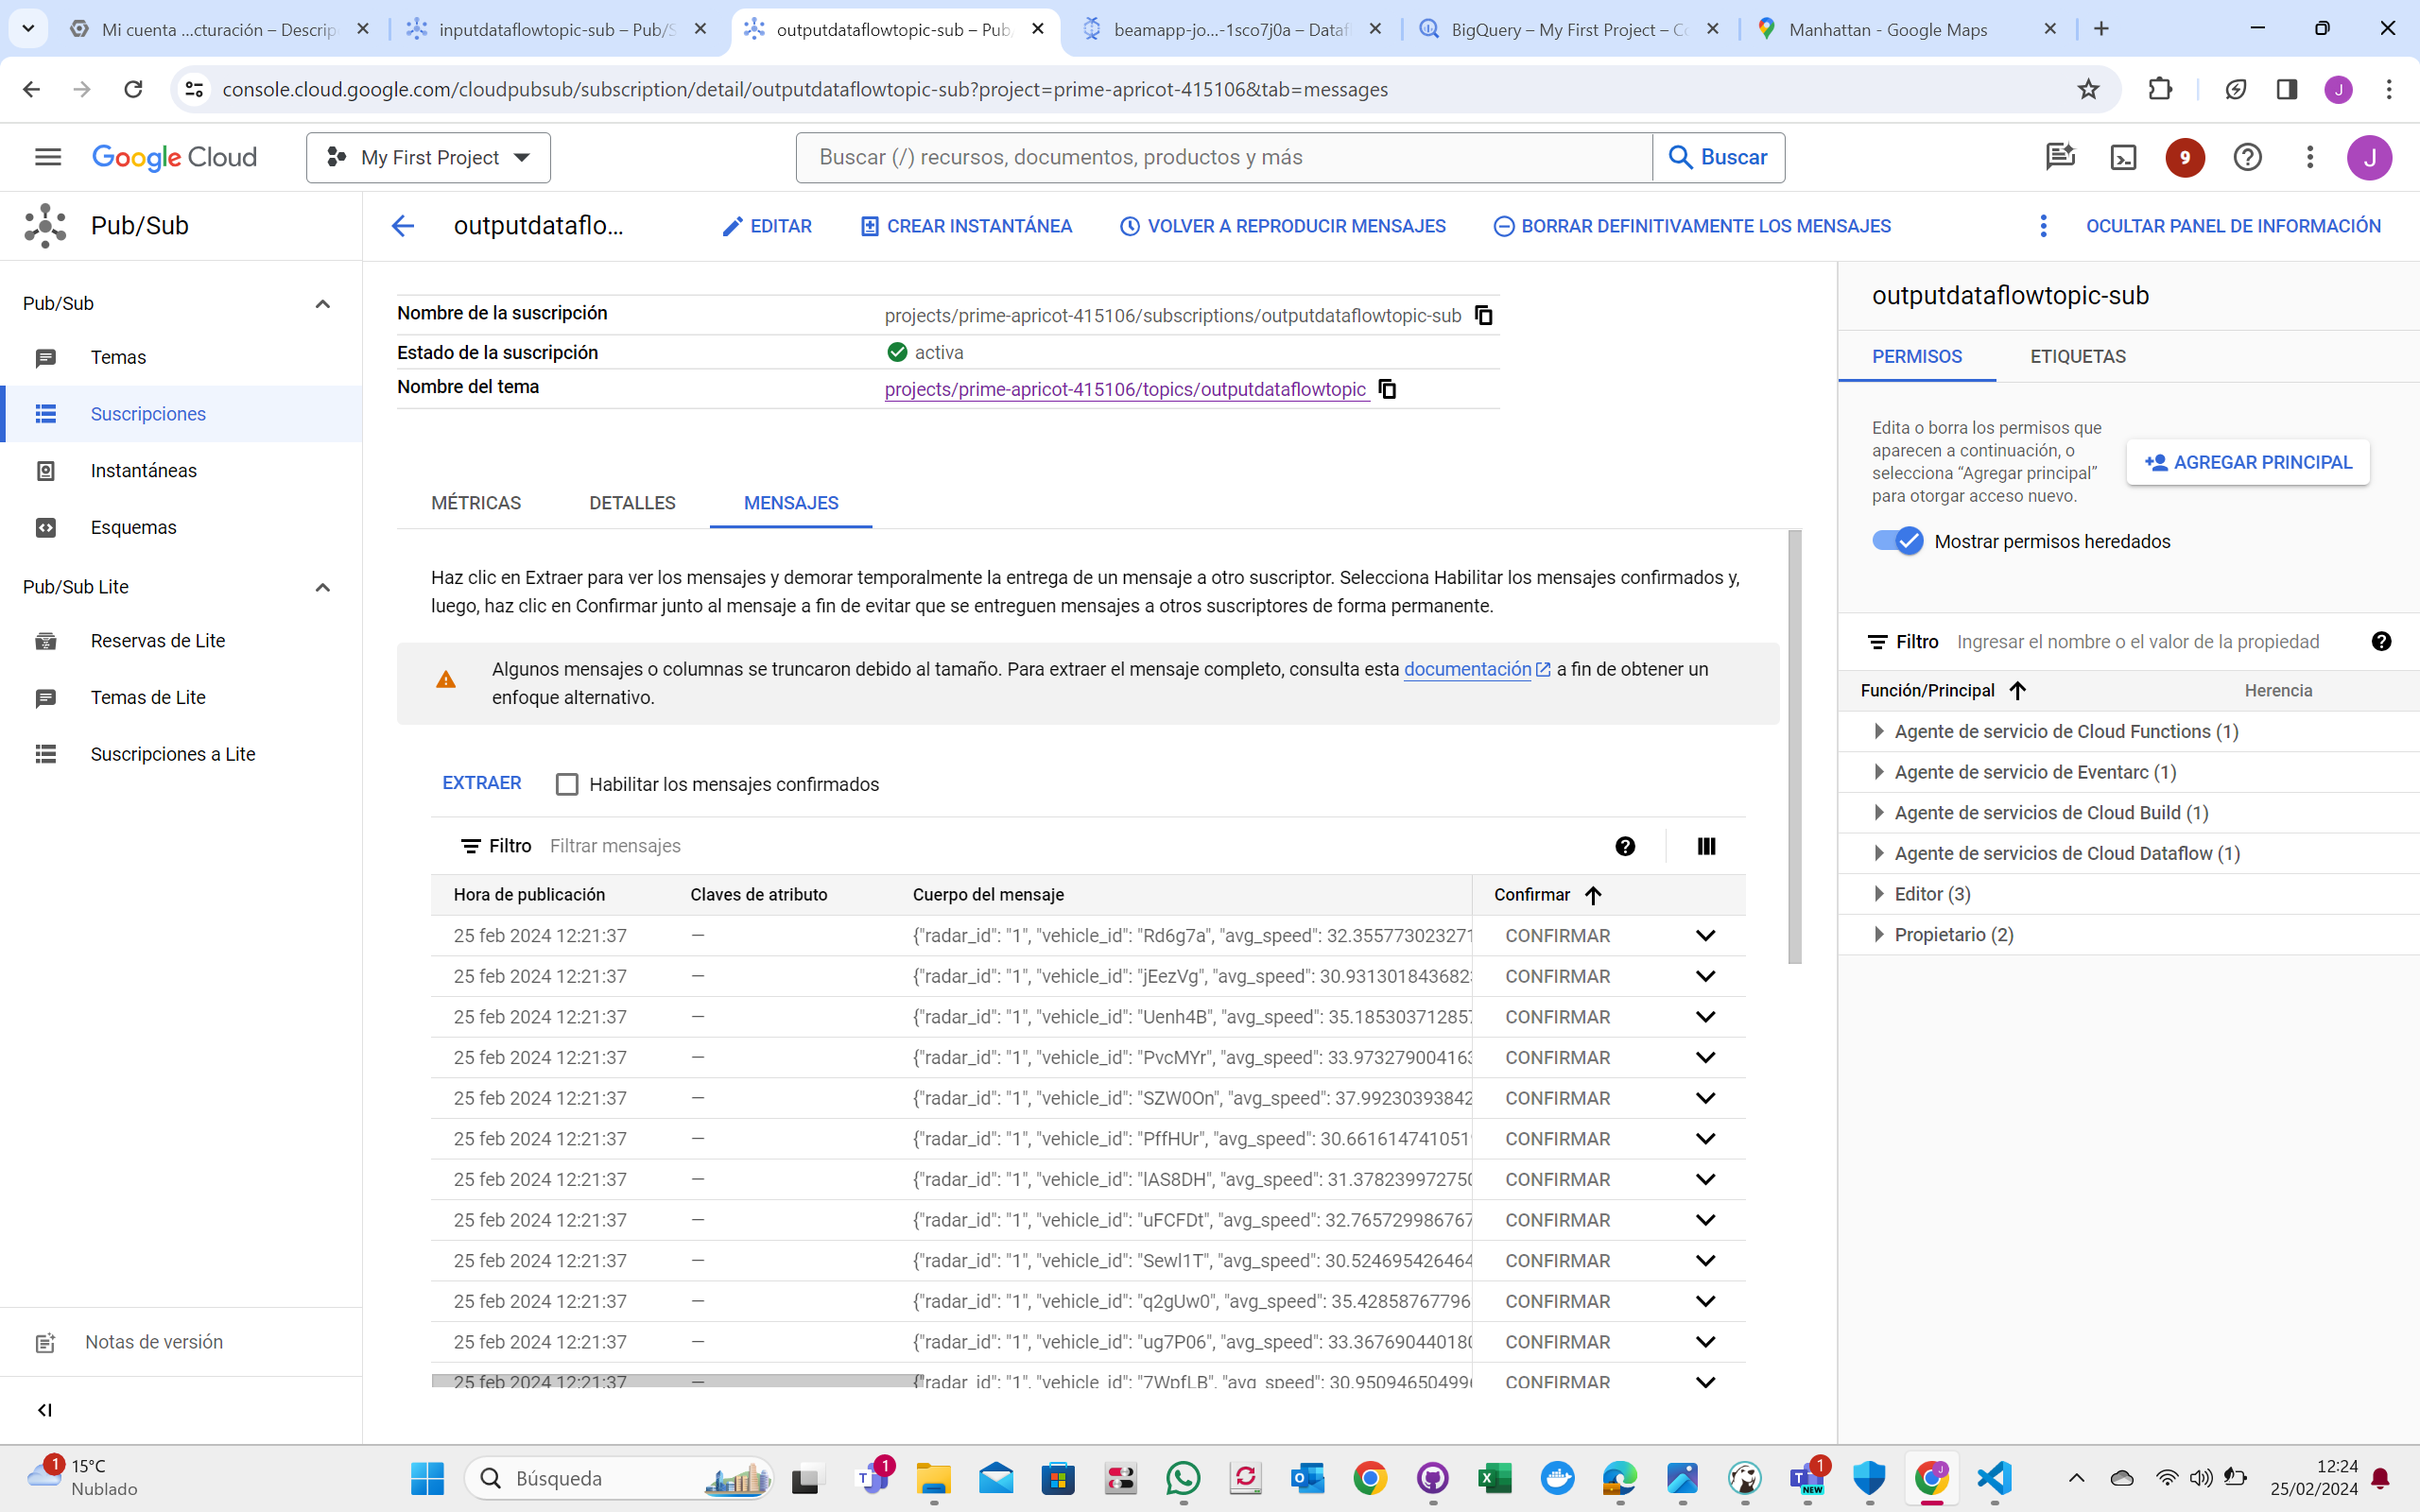 Mi cuenta ...cturación – Descrip
inputdataflowtopic-sub – Pub/S
outputdataflowtopic-sub – Pub
beamapp-jo...-1sco7j0a – Dataf
BigQuery – My First Project – Co
Manhattan - Google Maps
console.cloud.google.com/cloudpubsub/subscription/detail/outputdataflowtopic-sub?project=prime-apricot-415106&tab=messages
J
Google Cloud
My First Project
Buscar (/) recursos, documentos, productos y más
Buscar
9
J
Pub/Sub
outputdataflo...
EDITAR
CREAR INSTANTÁNEA
VOLVER A REPRODUCIR MENSAJES
BORRAR DEFINITIVAMENTE LOS MENSAJES
OCULTAR PANEL DE INFORMACIÓN
Pub/Sub
Temas
Suscripciones
Instantáneas
Esquemas
Pub/Sub Lite
Reservas de Lite
Temas de Lite
Suscripciones a Lite
Notas de versión
Nombre de la suscripción projects/prime-apricot-415106/subscriptions/outputdataflowtopic-sub
Estado de la suscripción activa
Nombre del tema projects/prime-apricot-415106/topics/outputdataflowtopic
MÉTRICAS DETALLES MENSAJES
Haz clic en Extraer para ver los mensajes y demorar temporalmente la entrega de un mensaje a otro suscriptor. Selecciona Habilitar los mensajes confirmados y,
luego, haz clic en Confirmar junto al mensaje a fin de evitar que se entreguen mensajes a otros suscriptores de forma permanente.
Algunos mensajes o columnas se truncaron debido al tamaño. Para extraer el mensaje completo, consulta esta documentación a fin de obtener un
enfoque alternativo.
EXTRAER Habilitar los mensajes confirmados
Filtro Filtrar mensajes
Hora de publicación Claves de atributo Cuerpo del mensaje Confirmar
25 feb 2024 12:21:37 — {"radar_id": "1", "vehicle_id": "Rd6g7a", "avg_speed": 32.355773023271 CONFIRMAR
25 feb 2024 12:21:37 — {"radar_id": "1", "vehicle_id": "jEezVg", "avg_speed": 30.931301843682 CONFIRMAR
25 feb 2024 12:21:37 — {"radar_id": "1", "vehicle_id": "Uenh4B", "avg_speed": 35.185303712857 CONFIRMAR
25 feb 2024 12:21:37 — {"radar_id": "1", "vehicle_id": "PvcMYr", "avg_speed": 33.973279004163 CONFIRMAR
25 feb 2024 12:21:37 — {"radar_id": "1", "vehicle_id": "SZW0On", "avg_speed": 37.99230393842 CONFIRMAR
25 feb 2024 12:21:37 — {"radar_id": "1", "vehicle_id": "PffHUr", "avg_speed": 30.661614741051 CONFIRMAR
25 feb 2024 12:21:37 — {"radar_id": "1", "vehicle_id": "lAS8DH", "avg_speed": 31.378239972750 CONFIRMAR
25 feb 2024 12:21:37 — {"radar_id": "1", "vehicle_id": "uFCFDt", "avg_speed": 32.765729986767 CONFIRMAR
25 feb 2024 12:21:37 — {"radar_id": "1", "vehicle_id": "Sewl1T", "avg_speed": 30.524695426464 CONFIRMAR
25 feb 2024 12:21:37 — {"radar_id": "1", "vehicle_id": "q2gUw0", "avg_speed": 35.42858767796 CONFIRMAR
25 feb 2024 12:21:37 — {"radar_id": "1", "vehicle_id": "ug7P06", "avg_speed": 33.367690440180 CONFIRMAR
25 feb 2024 12:21:37 — {"radar_id": "1", "vehicle_id": "7WpfLB", "avg_speed": 30.950946504996 CONFIRMAR
outputdataflowtopic-sub
PERMISOS ETIQUETAS
Edita o borra los permisos que
aparecen a continuación, o
selecciona “Agregar principal”
para otorgar acceso nuevo.
AGREGAR PRINCIPAL
Mostrar permisos heredados
Filtro Ingresar el nombre o el valor de la propiedad
Función/Principal Herencia
Agente de servicio de Cloud Functions (1)
Agente de servicio de Eventarc (1)
Agente de servicios de Cloud Build (1)
Agente de servicios de Cloud Dataflow (1)
Editor (3)
Propietario (2)
1
15°C
Nublado
Búsqueda
1
1
NEW
12:24
25/02/2024